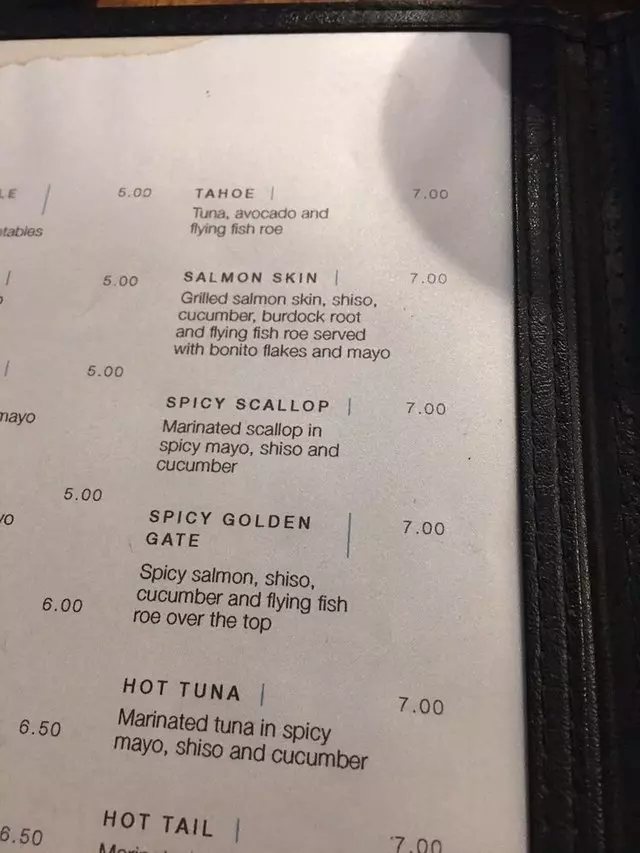 5.00
tables
5.00
5.00
mayo
5.00
6.00
6.50
6.50
TAHOE | 7.00
Tuna, avocado and
flying fish roe
SALMON SKIN | 7.00
Grilled salmon skin, shiso,
cucumber, burdock root
and flying fish roe served
with bonito flakes and mayo
SPICY SCALLOP | 7.00
Marinated scallop in
spicy mayo, shiso and
cucumber
SPICY GOLDEN | 7.00
GATE
Spicy salmon, shiso,
cucumber and flying fish
roe over the top
HOT TUNA | 7.00
Marinated tuna in spicy
mayo, shiso and cucumber
HOT TAIL | 7.00